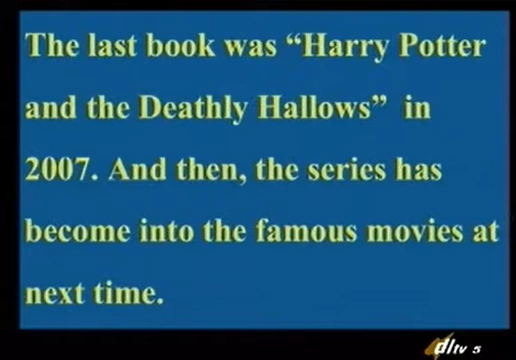 The last book was “Harry Potter
and the Deathly Hallows” in
2007. And then, the series has
become into the famous movies at
next time.
dltv 5